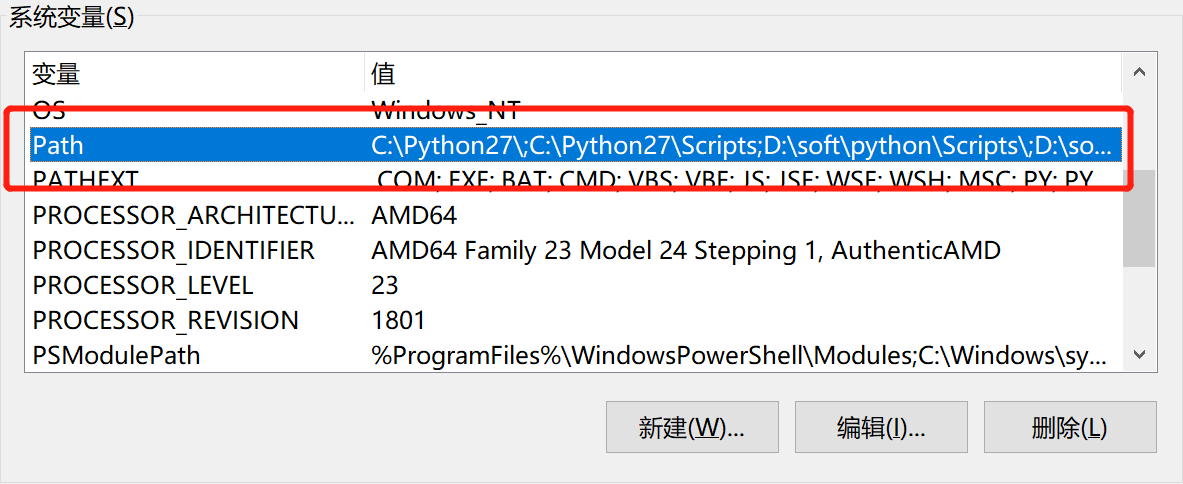 系统变量(S)
变量 值
OS Windows_NT
Path C:\Python27\;C:\Python27\Scripts;D:\soft\python\Scripts\;D:\so...
PATHEXT .COM;.EXE;.BAT;.CMD;.VBS;.VBE;.JS;.JSE;.WSF;.WSH;.MSC;.PY;.PY...
PROCESSOR_ARCHITECTU... AMD64
PROCESSOR_IDENTIFIER AMD64 Family 23 Model 24 Stepping 1, AuthenticAMD
PROCESSOR_LEVEL 23
PROCESSOR_REVISION 1801
PSModulePath %ProgramFiles%\WindowsPowerShell\Modules;C:\Windows\sy...
新建(W)... 编辑(I)... 删除(L)